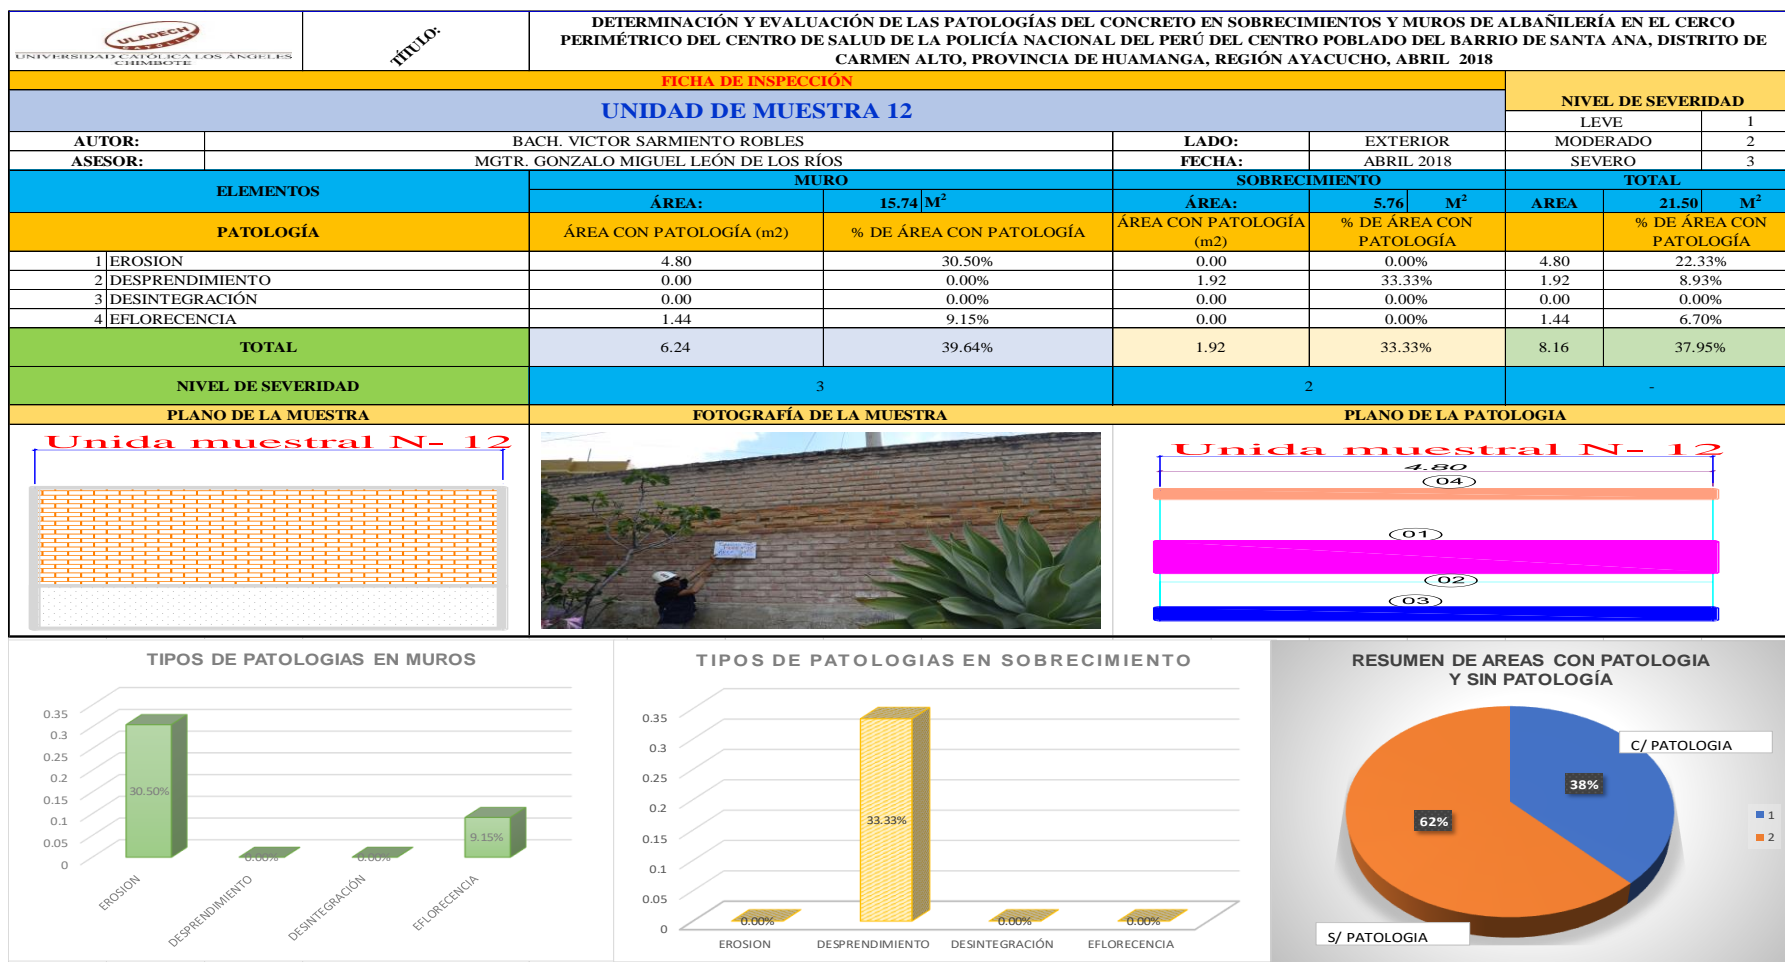 ULADECH
CATOLICA
UNIVERSIDAD CATÓLICA LOS ÁNGELES
CHIMBOTE
TÍTULO:
DETERMINACIÓN Y EVALUACIÓN DE LAS PATOLOGÍAS DEL CONCRETO EN SOBRECIMIENTOS Y MUROS DE ALBAÑILERÍA EN EL CERCO
PERIMÉTRICO DEL CENTRO DE SALUD DE LA POLICÍA NACIONAL DEL PERÚ DEL CENTRO POBLADO DEL BARRIO DE SANTA ANA, DISTRITO DE
CARMEN ALTO, PROVINCIA DE HUAMANGA, REGIÓN AYACUCHO, ABRIL 2018
FICHA DE INSPECCIÓN
UNIDAD DE MUESTRA 12
NIVEL DE SEVERIDAD
LEVE 1
AUTOR: BACH. VICTOR SARMIENTO ROBLES LADO: EXTERIOR MODERADO 2
ASESOR: MGTR. GONZALO MIGUEL LEÓN DE LOS RÍOS FECHA: ABRIL 2018 SEVERO 3
ELEMENTOS MURO SOBRECIMIENTO TOTAL
ÁREA: 15.74 M2 ÁREA: 5.76 M2 AREA 21.50 M2
PATOLOGÍA ÁREA CON PATOLOGÍA (m2) % DE ÁREA CON PATOLOGÍA ÁREA CON PATOLOGÍA (m2) % DE ÁREA CON PATOLOGÍA % DE ÁREA CON PATOLOGÍA
1 EROSION 4.80 30.50% 0.00 0.00% 4.80 22.33%
2 DESPRENDIMIENTO 0.00 0.00% 1.92 33.33% 1.92 8.93%
3 DESINTEGRACIÓN 0.00 0.00% 0.00 0.00% 0.00 0.00%
4 EFLORECENCIA 1.44 9.15% 0.00 0.00% 1.44 6.70%
TOTAL 6.24 39.64% 1.92 33.33% 8.16 37.95%
NIVEL DE SEVERIDAD 3 2 -
PLANO DE LA MUESTRA FOTOGRAFÍA DE LA MUESTRA PLANO DE LA PATOLOGIA
Unida muestral N- 12
Unida muestral N- 12
4.80
04
01
02
03
TIPOS DE PATOLOGIAS EN MUROS
0.35
0.3
0.25
0.2
0.15
0.1
0.05
0
30.50%
0.00%
0.00%
9.15%
EROSION
DESPRENDIMIENTO
DESINTEGRACIÓN
EFLORECENCIA
TIPOS DE PATOLOGIAS EN SOBRECIMIENTO
0.35
0.3
0.25
0.2
0.15
0.1
0.05
0
0.00%
33.33%
0.00%
0.00%
EROSION DESPRENDIMIENTO DESINTEGRACIÓN EFLORECENCIA
RESUMEN DE AREAS CON PATOLOGIA
Y SIN PATOLOGÍA
C/ PATOLOGIA
38%
62%
1
2
S/ PATOLOGIA